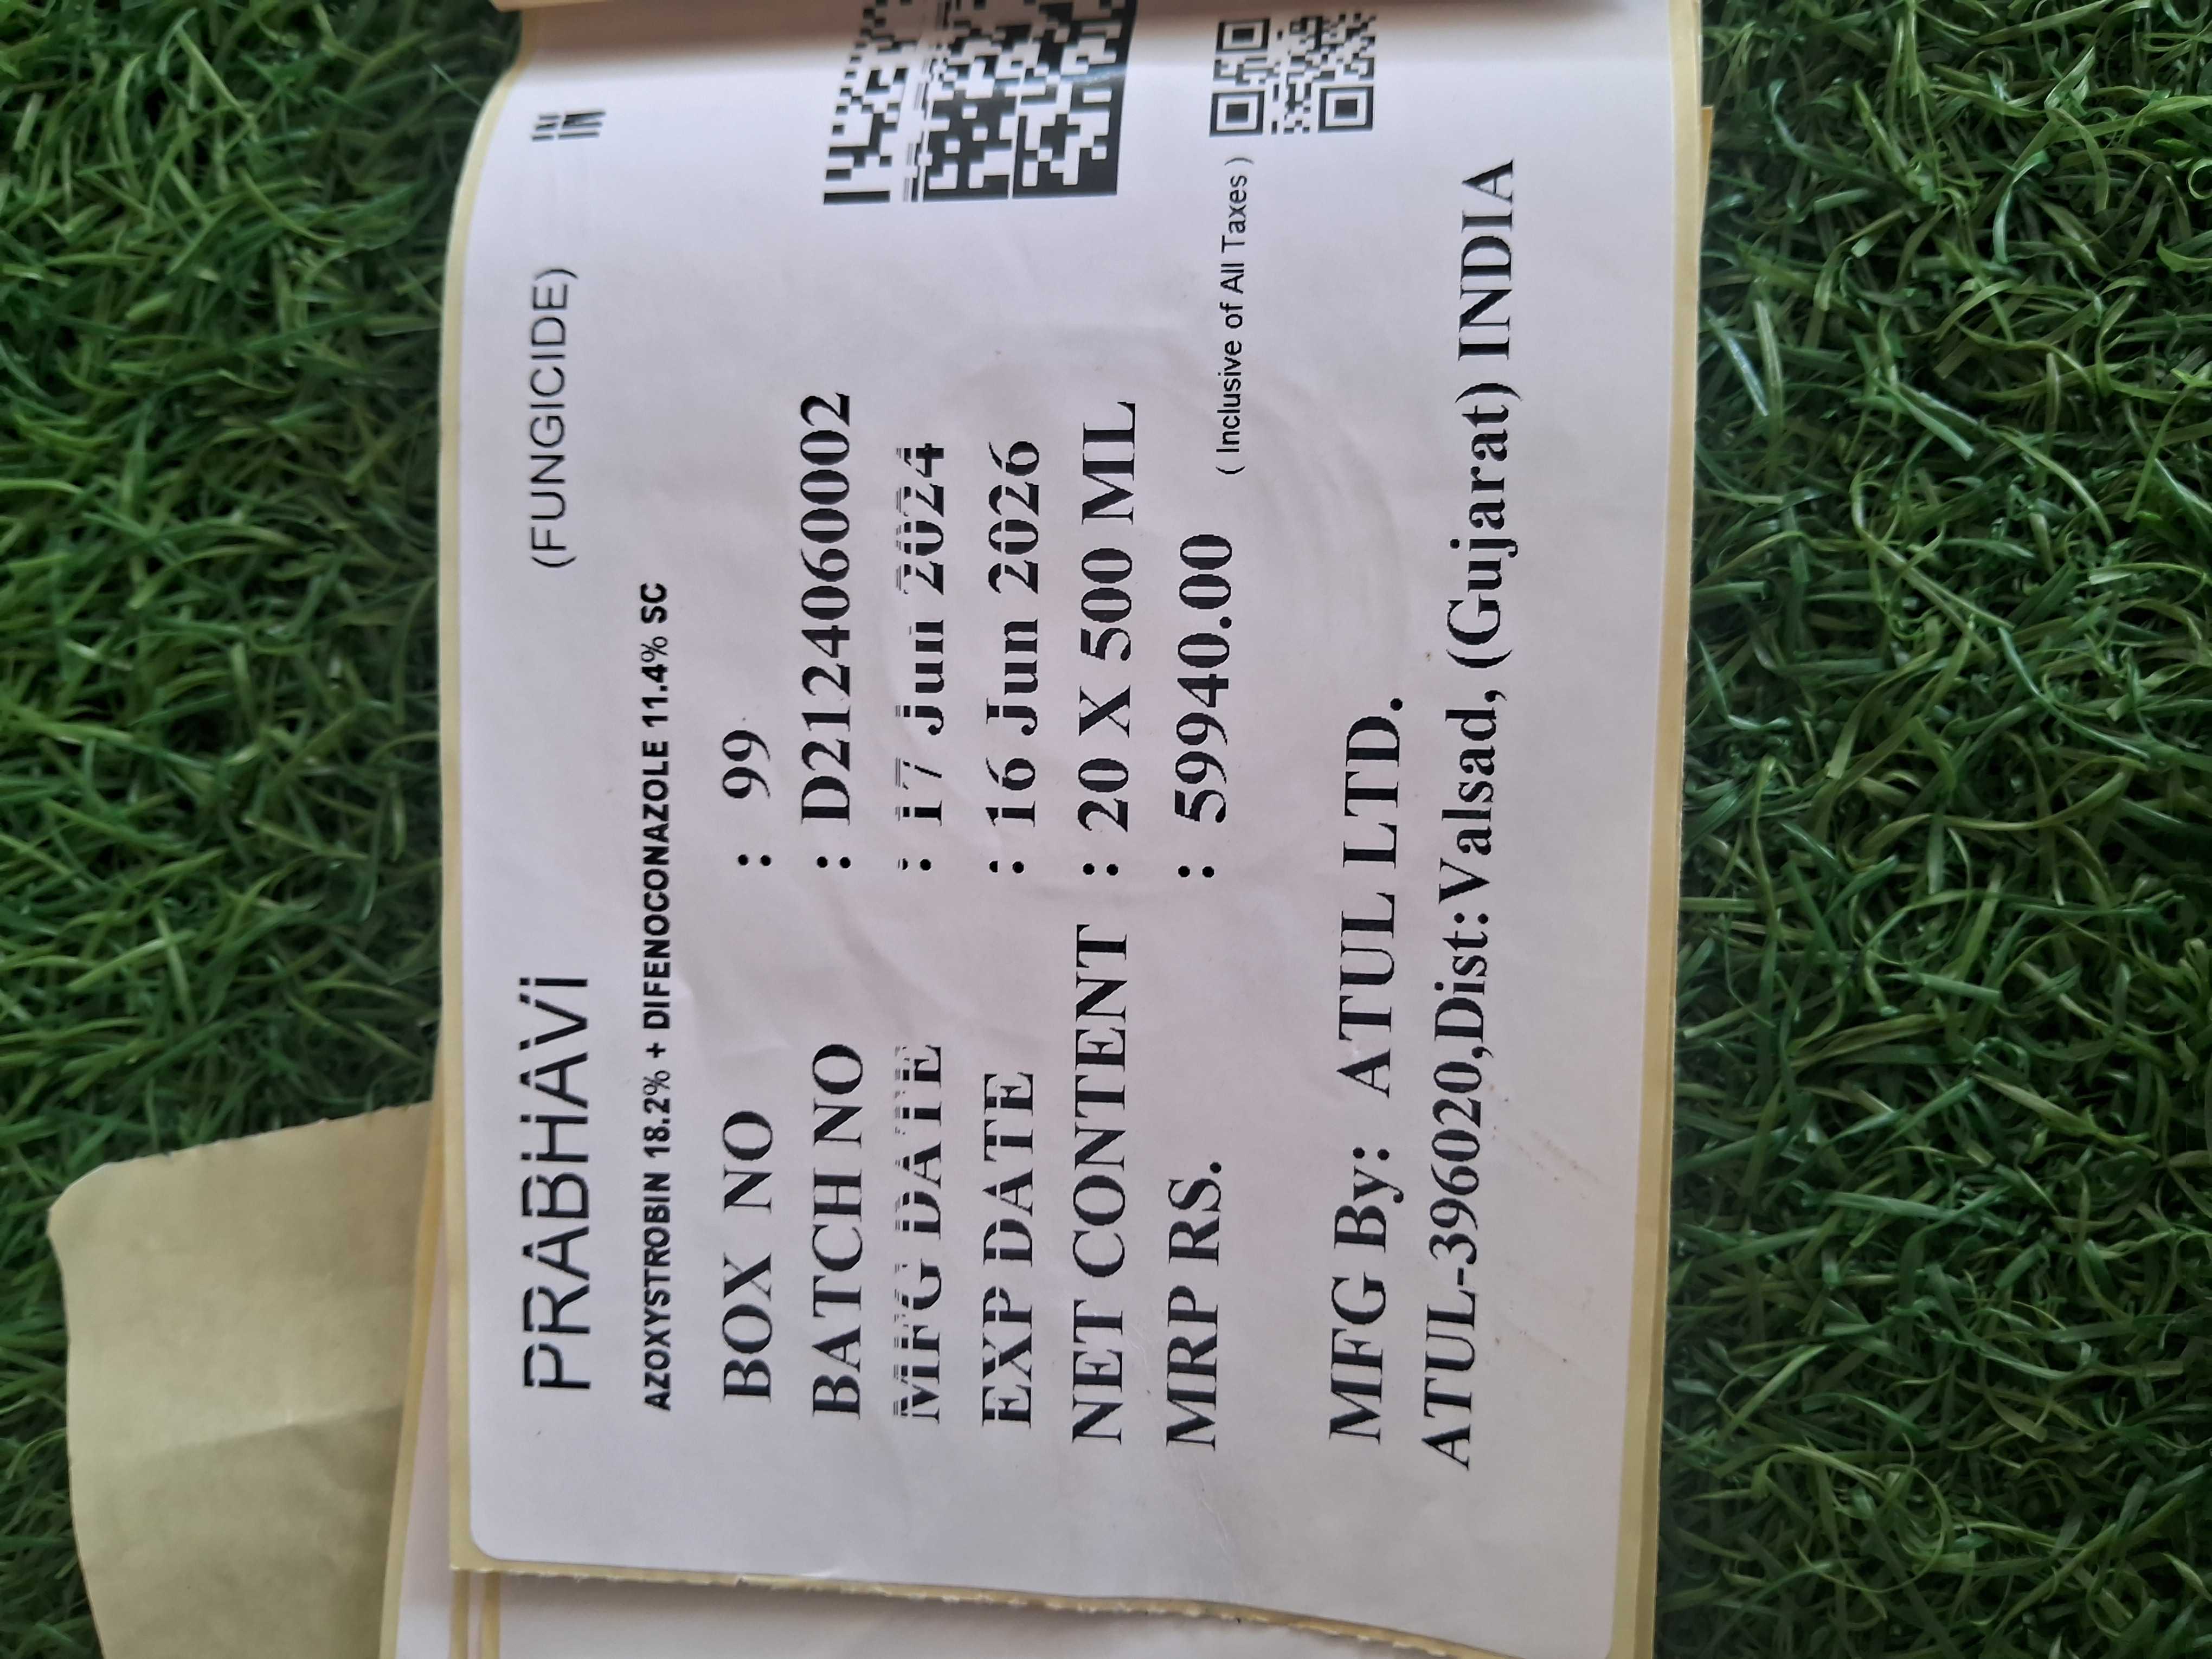 PRABHAVI (FUNGICIDE)
AZOXYSTROBIN 18.2% + DIFENOCONAZOLE 11.4% SC
BOX NO : 99
BATCH NO : D2124060002
MFG DATE : 17 Jun 2024
EXP DATE : 16 Jun 2026
NET CONTENT : 20 X 500 ML
MRP RS. : 59940.00 ( Inclusive of All Taxes )
MFG By: ATUL LTD.
ATUL-396020,Dist:Valsad, (Gujarat) INDIA